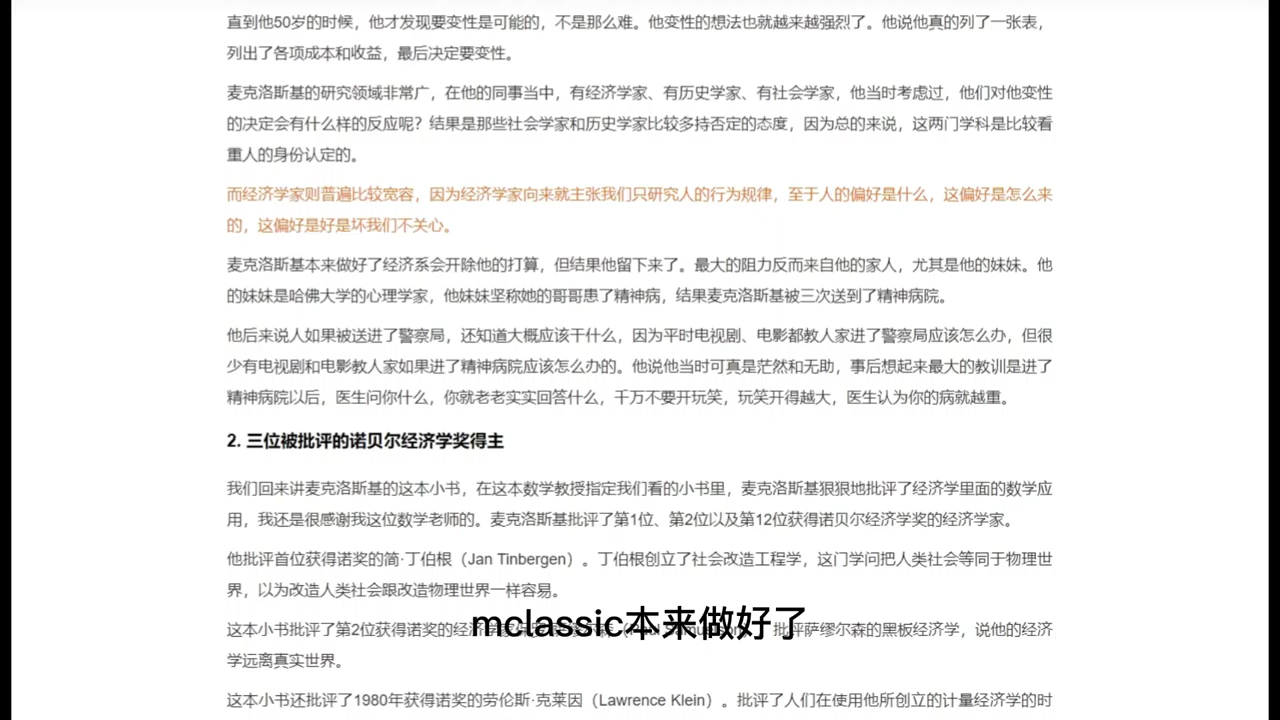 直到他50岁的时候，他才发现要变性是可能的，不是那么难。他变性的想法也就越来越强烈了。他说他真的列了一张表，
列出了各项成本和收益，最后决定要变性。
麦克洛斯基的研究领域非常广，在他的同事当中，有经济学家、有历史学家、有社会学家，他当时考虑过，他们对他变性
的决定会有什么样的反应呢？结果是那些社会学家和历史学家比较多持否定的态度，因为总的来说，这两门学科是比较看
重人的身份认定的。
而经济学家则普遍比较宽容，因为经济学家向来就主张我们只研究人的行为规律，至于人的偏好是什么，这偏好是怎么来
的，这偏好是好是坏我们不关心。
麦克洛斯基本来做好了经济系会开除他的打算，但结果他留下来了。最大的阻力反而来自他的家人，尤其是他的妹妹。他
的妹妹是哈佛大学的心理学家，他妹妹坚称她的哥哥患了精神病，结果麦克洛斯基被三次送到了精神病院。
他后来说人如果被送进了警察局，还知道大概应该干什么，因为平时电视剧、电影都教人家进了警察局应该怎么办，但很
少有电视剧和电影教人家如果进了精神病院应该怎么办的。他说他当时可真是茫然和无助，事后想起来最大的教训是进了
精神病院以后，医生问你什么，你就老老实实回答什么，千万不要开玩笑，玩笑开得越大，医生认为你的病就越重。
2. 三位被批评的诺贝尔经济学奖得主
我们回来讲麦克洛斯基的这本小书，在这本数学教授指定我们看的小书里，麦克洛斯基狠狠地批评了经济学里面的数学应
用，我还是很感谢我这位数学老师的。麦克洛斯基批评了第1位、第2位以及第12位获得诺贝尔经济学奖的经济学家。
他批评首位获得诺奖的简·丁伯根（Jan Tinbergen）。丁伯根创立了社会改造工程学，这门学问把人类社会等同于物理世
界，以为改造人类社会跟改造物理世界一样容易。
mclassic本来做好了
这本小书批评了第2位获得诺奖的经济 批评萨缪尔森的黑板经济学，说他的经济
学远离真实世界。
这本小书还批评了1980年获得诺奖的劳伦斯·克莱因（Lawrence Klein）。批评了人们在使用他所创立的计量经济学的时